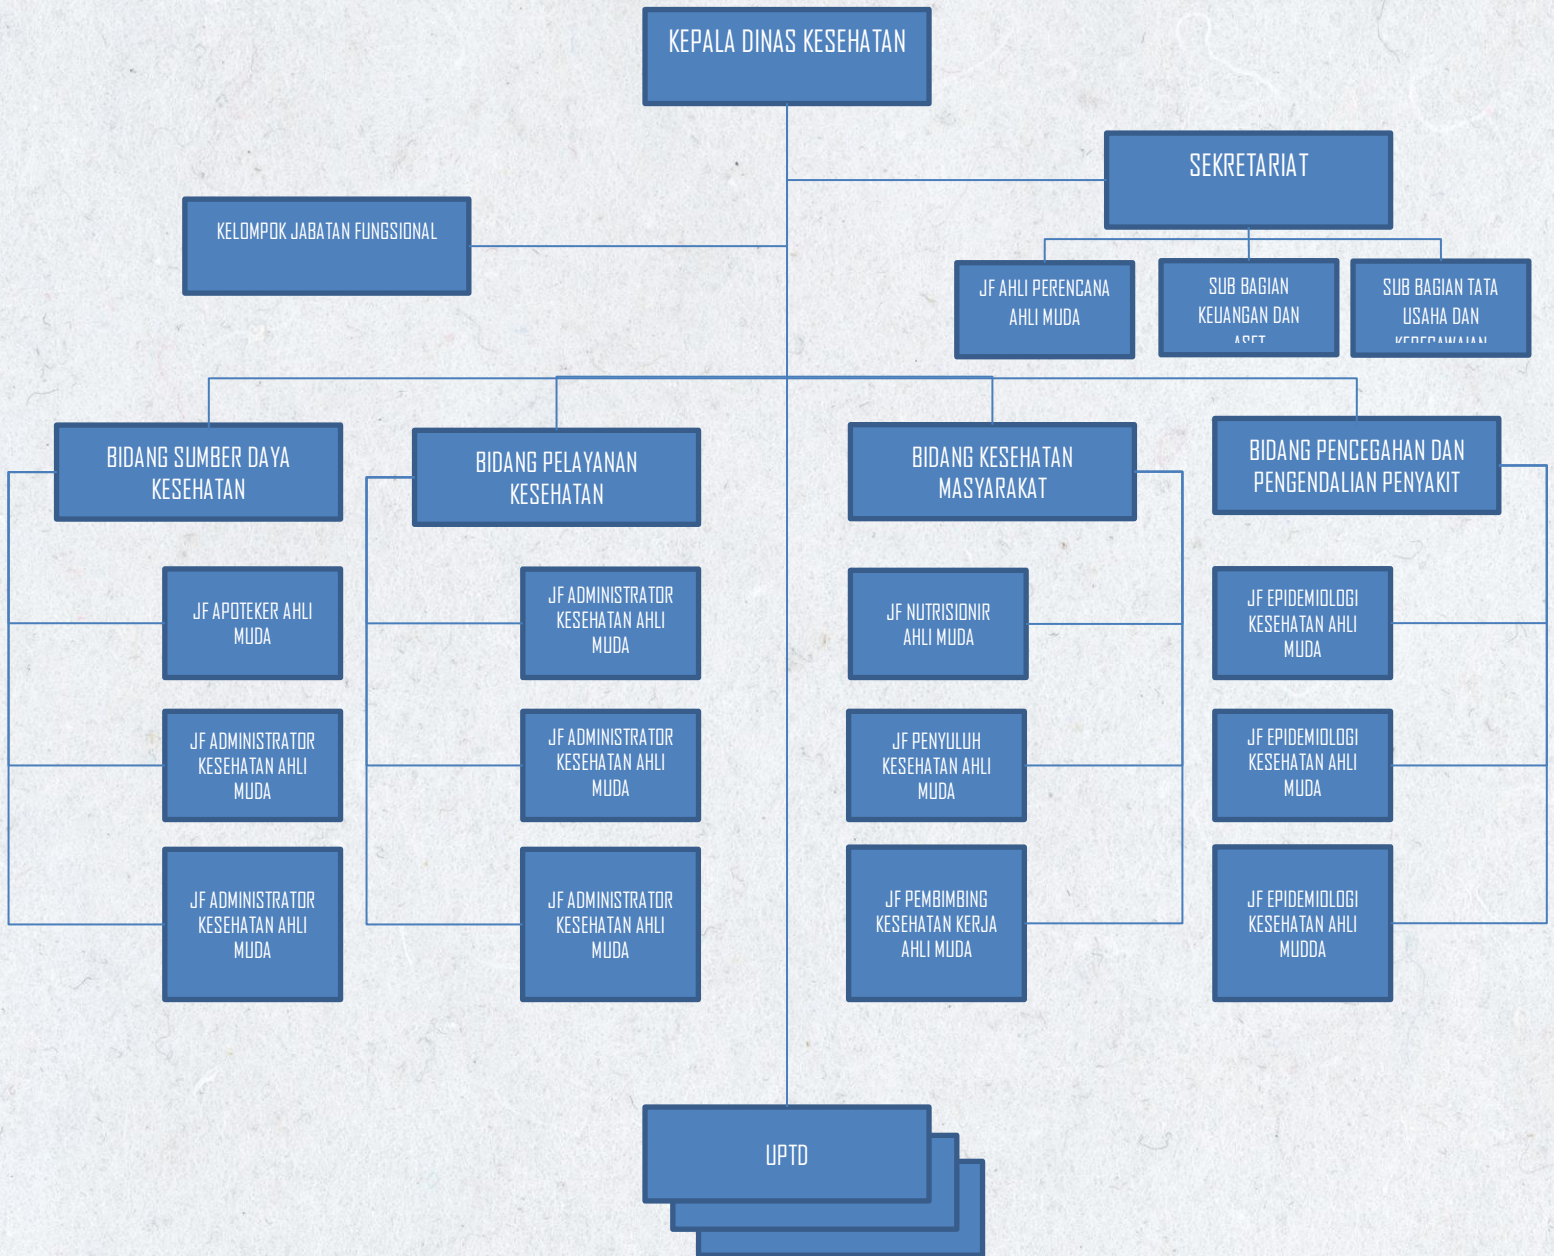 KEPALA DINAS KESEHATAN
SEKRETARIAT
KELOMPOK JABATAN FUNGSIONAL
JF AHLI PERENCANA
AHLI MUDA
SUB BAGIAN
KEUANGAN DAN
ASET
SUB BAGIAN TATA
USAHA DAN
KEPEGAWAIAN
BIDANG SUMBER DAYA
KESEHATAN
BIDANG PELAYANAN
KESEHATAN
BIDANG KESEHATAN
MASYARAKAT
BIDANG PENCEGAHAN DAN
PENGENDALIAN PENYAKIT
JF APOTEKER AHLI
MUDA
JF ADMINISTRATOR
KESEHATAN AHLI
MUDA
JF NUTRISIONIR
AHLI MUDA
JF EPIDEMIOLOGI
KESEHATAN AHLI
MUDA
JF ADMINISTRATOR
KESEHATAN AHLI
MUDA
JF ADMINISTRATOR
KESEHATAN AHLI
MUDA
JF PENYULUH
KESEHATAN AHLI
MUDA
JF EPIDEMIOLOGI
KESEHATAN AHLI
MUDA
JF ADMINISTRATOR
KESEHATAN AHLI
MUDA
JF ADMINISTRATOR
KESEHATAN AHLI
MUDA
JF PEMBIMBING
KESEHATAN KERJA
AHLI MUDA
JF EPIDEMIOLOGI
KESEHATAN AHLI
MUDDA
UPTD